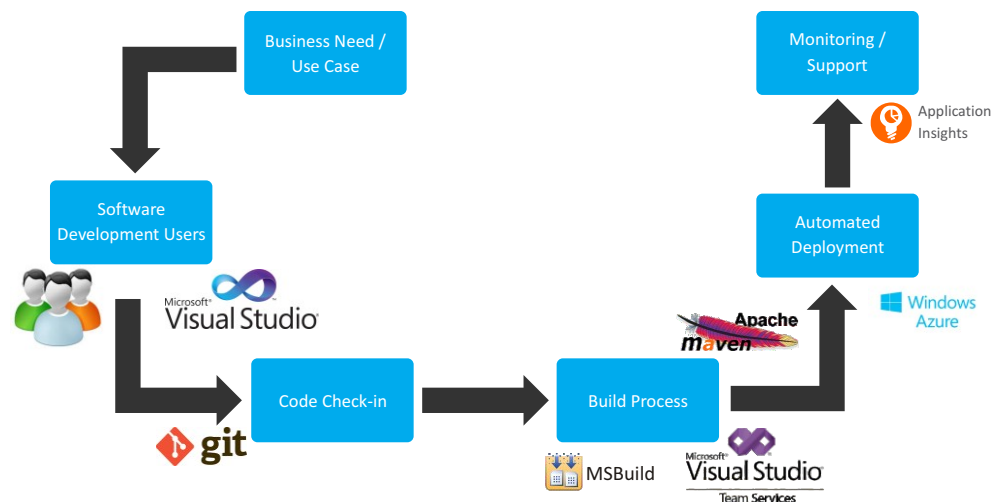 Business Need /
Use Case
Monitoring /
Support
Application
Insights
Software
Development Users
Automated
Deployment
Microsoft®
Visual Studio®
Windows
Azure
Apache
maven
Code Check-in
Build Process
git
MSBuild
Microsoft®
Visual Studio®
Team Services